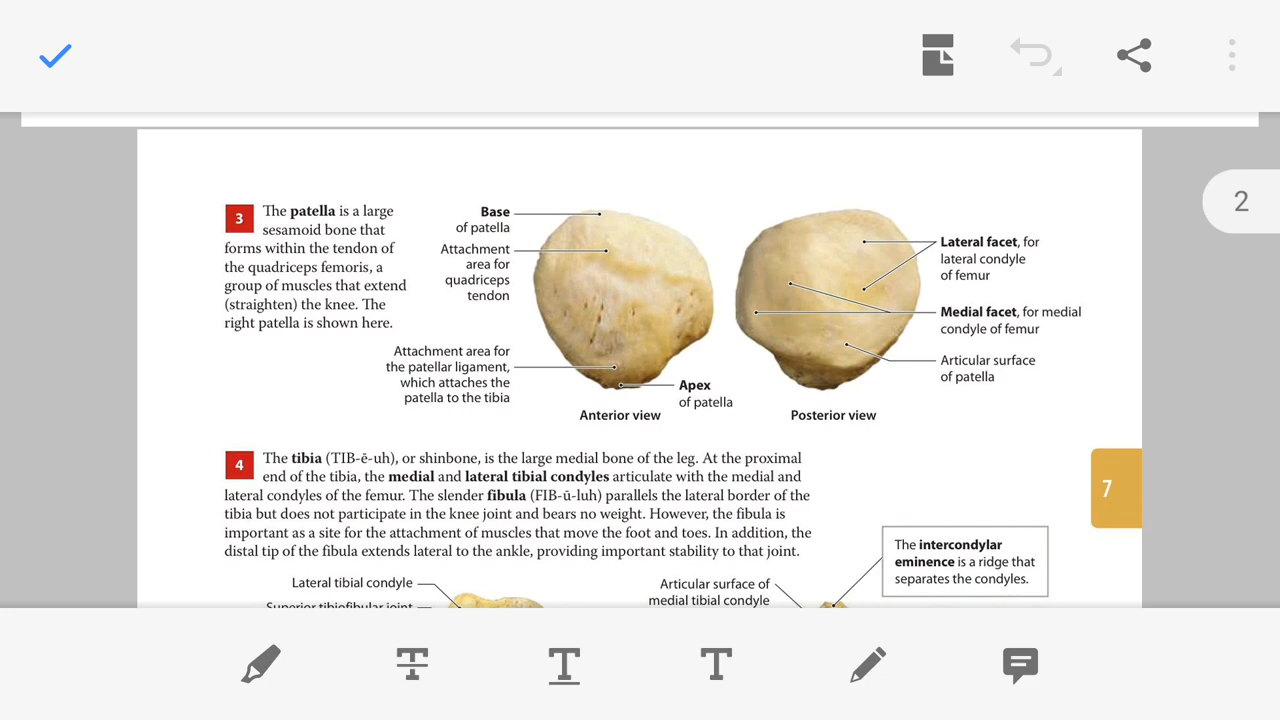 2
3
The patella is a large
sesamoid bone that
forms within the tendon of
the quadriceps femoris, a
group of muscles that extend
(straighten) the knee. The
right patella is shown here.
Base
of patella
Attachment
area for
quadriceps
tendon
Attachment area for
the patellar ligament,
which attaches the
patella to the tibia
Apex
of patella
Anterior view
Lateral facet, for
lateral condyle
of femur
Medial facet, for medial
condyle of femur
Articular surface
of patella
Posterior view
4
The tibia (TIB-ē-uh), or shinbone, is the large medial bone of the leg. At the proximal
end of the tibia, the medial and lateral tibial condyles articulate with the medial and
lateral condyles of the femur. The slender fibula (FIB-ū-luh) parallels the lateral border of the
tibia but does not participate in the knee joint and bears no weight. However, the fibula is
important as a site for the attachment of muscles that move the foot and toes. In addition, the
distal tip of the fibula extends lateral to the ankle, providing important stability to that joint.
7
Lateral tibial condyle
Superior tibiofibular joint
Articular surface of
medial tibial condyle
The intercondylar
eminence is a ridge that
separates the condyles.